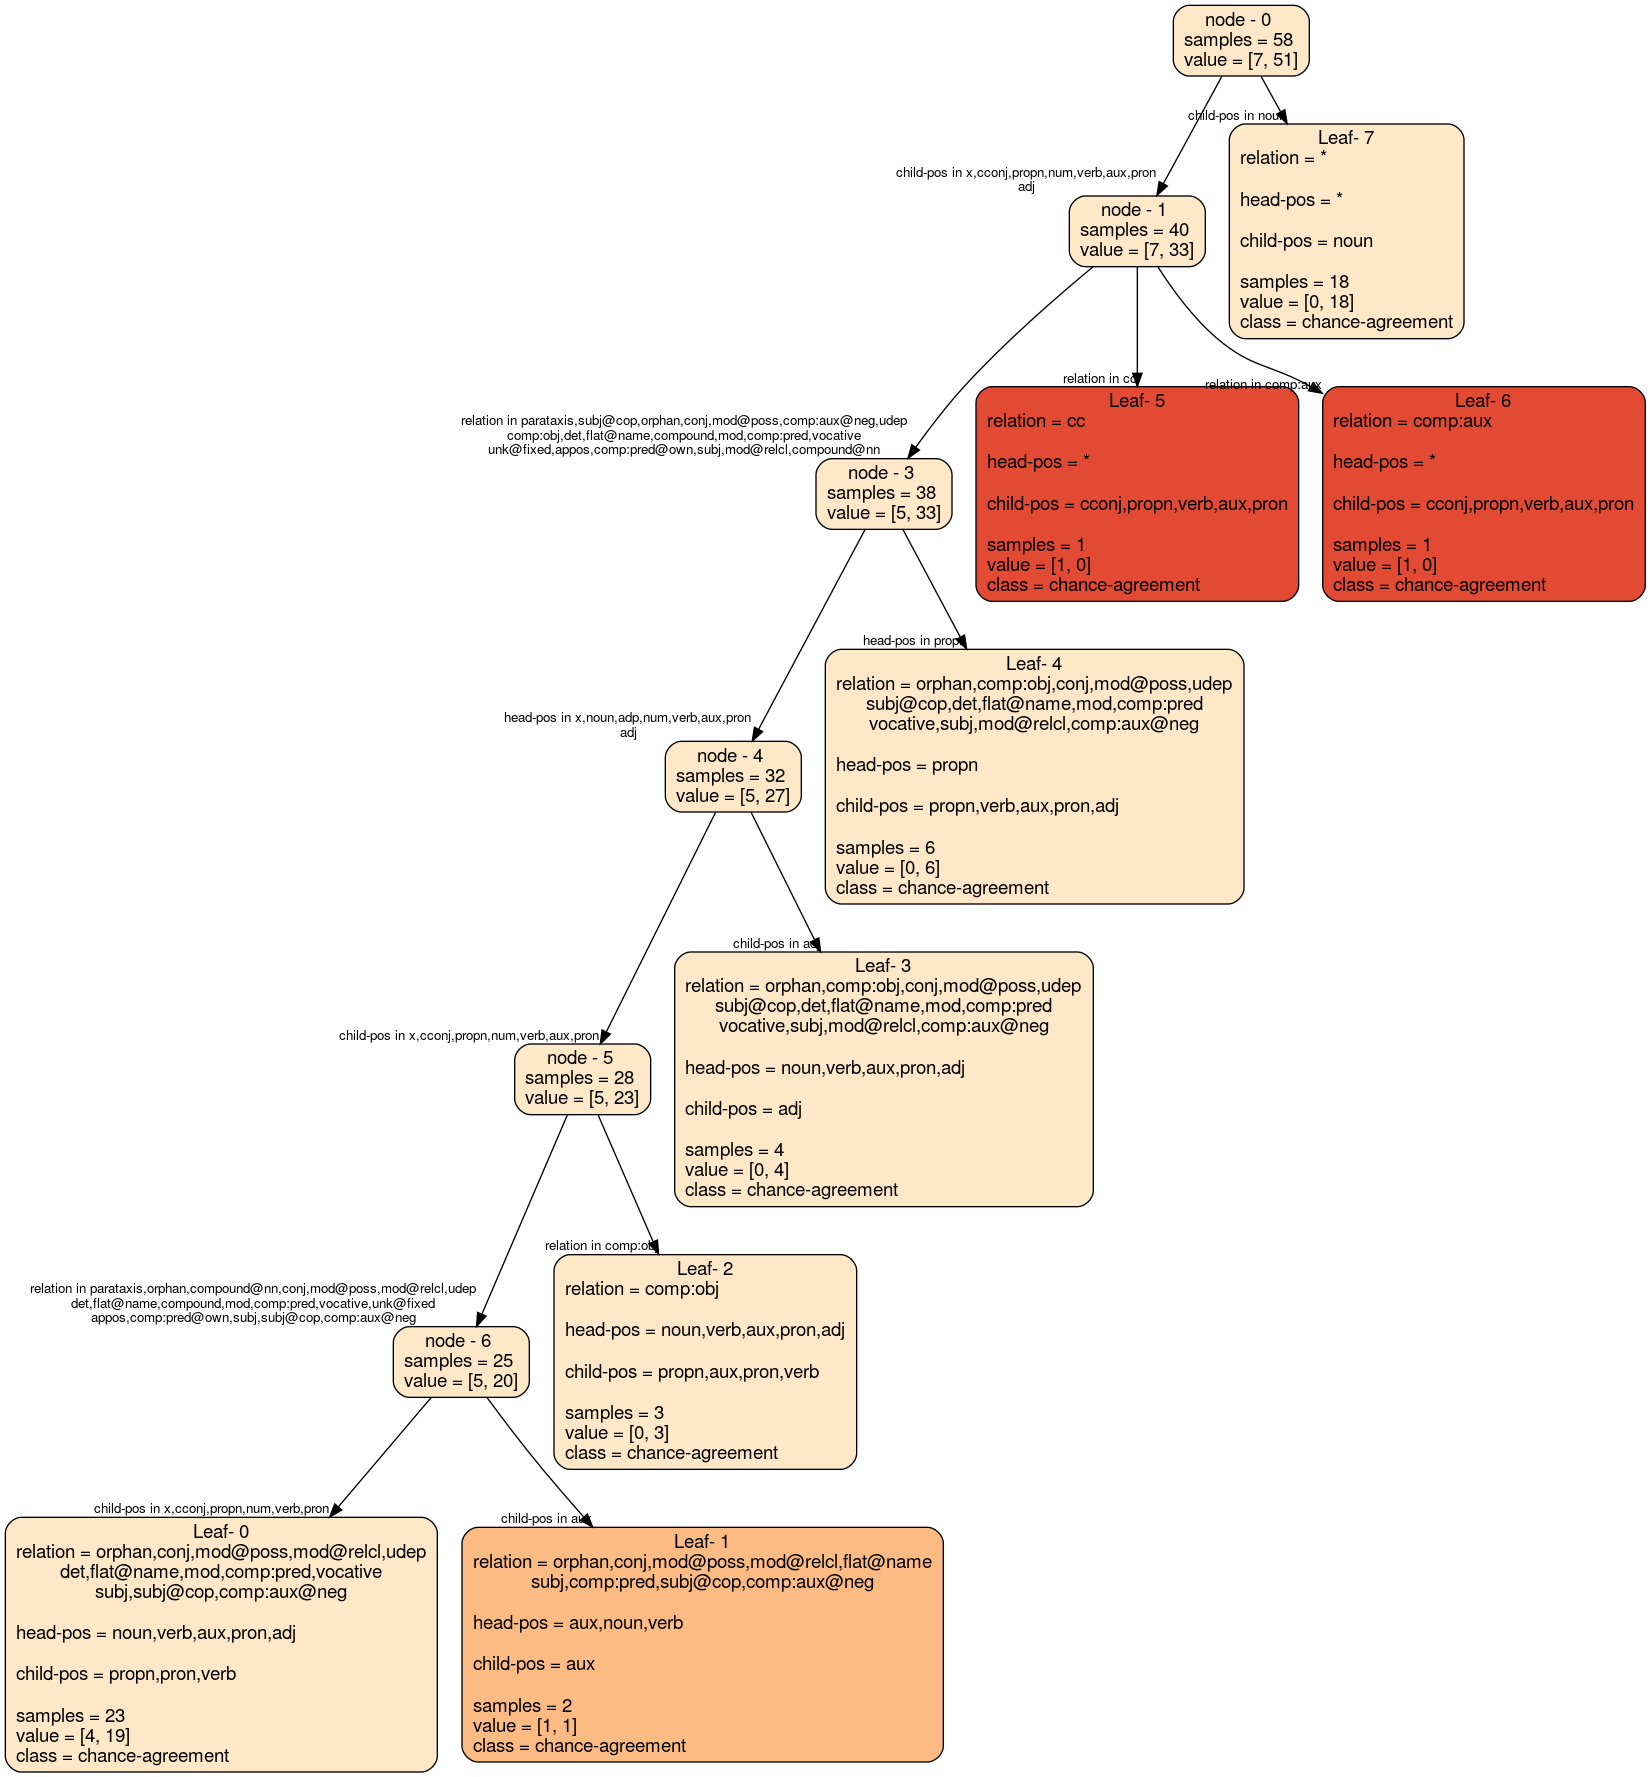 node - 0
samples = 58
value = [7, 51]
child-pos in noun
Leaf- 7
relation = *
head-pos = *
child-pos = noun
samples = 18
value = [0, 18]
class = chance-agreement
child-pos in x,cconj,propn,num,verb,aux,pron
adj
node - 1
samples = 40
value = [7, 33]
relation in cc
Leaf- 5
relation = cc
head-pos = *
child-pos = cconj,propn,verb,aux,pron
samples = 1
value = [1, 0]
class = chance-agreement
relation in comp:aux
Leaf- 6
relation = comp:aux
head-pos = *
child-pos = cconj,propn,verb,aux,pron
samples = 1
value = [1, 0]
class = chance-agreement
relation in parataxis,subj@cop,orphan,conj,mod@poss,comp:aux@neg,udep
comp:obj,det,flat@name,compound,mod,comp:pred,vocative
unk@fixed,appos,comp:pred@own,subj,mod@relcl,compound@nn
node - 3
samples = 38
value = [5, 33]
head-pos in propn
Leaf- 4
relation = orphan,comp:obj,conj,mod@poss,udep
subj@cop,det,flat@name,mod,comp:pred
vocative,subj,mod@relcl,comp:aux@neg
head-pos = propn
child-pos = propn,verb,aux,pron,adj
samples = 6
value = [0, 6]
class = chance-agreement
head-pos in x,noun,adp,num,verb,aux,pron
adj
node - 4
samples = 32
value = [5, 27]
child-pos in adj
Leaf- 3
relation = orphan,comp:obj,conj,mod@poss,udep
subj@cop,det,flat@name,mod,comp:pred
vocative,subj,mod@relcl,comp:aux@neg
head-pos = noun,verb,aux,pron,adj
child-pos = adj
samples = 4
value = [0, 4]
class = chance-agreement
child-pos in x,cconj,propn,num,verb,aux,pron
node - 5
samples = 28
value = [5, 23]
relation in comp:obj
Leaf- 2
relation = comp:obj
head-pos = noun,verb,aux,pron,adj
child-pos = propn,aux,pron,verb
samples = 3
value = [0, 3]
class = chance-agreement
relation in parataxis,orphan,compound@nn,conj,mod@poss,mod@relcl,udep
det,flat@name,compound,mod,comp:pred,vocative,unk@fixed
appos,comp:pred@own,subj,subj@cop,comp:aux@neg
node - 6
samples = 25
value = [5, 20]
child-pos in x,cconj,propn,num,verb,pron
Leaf- 0
relation = orphan,conj,mod@poss,mod@relcl,udep
det,flat@name,mod,comp:pred,vocative
subj,subj@cop,comp:aux@neg
head-pos = noun,verb,aux,pron,adj
child-pos = propn,pron,verb
samples = 23
value = [4, 19]
class = chance-agreement
child-pos in aux
Leaf- 1
relation = orphan,conj,mod@poss,mod@relcl,flat@name
subj,comp:pred,subj@cop,comp:aux@neg
head-pos = aux,noun,verb
child-pos = aux
samples = 2
value = [1, 1]
class = chance-agreement